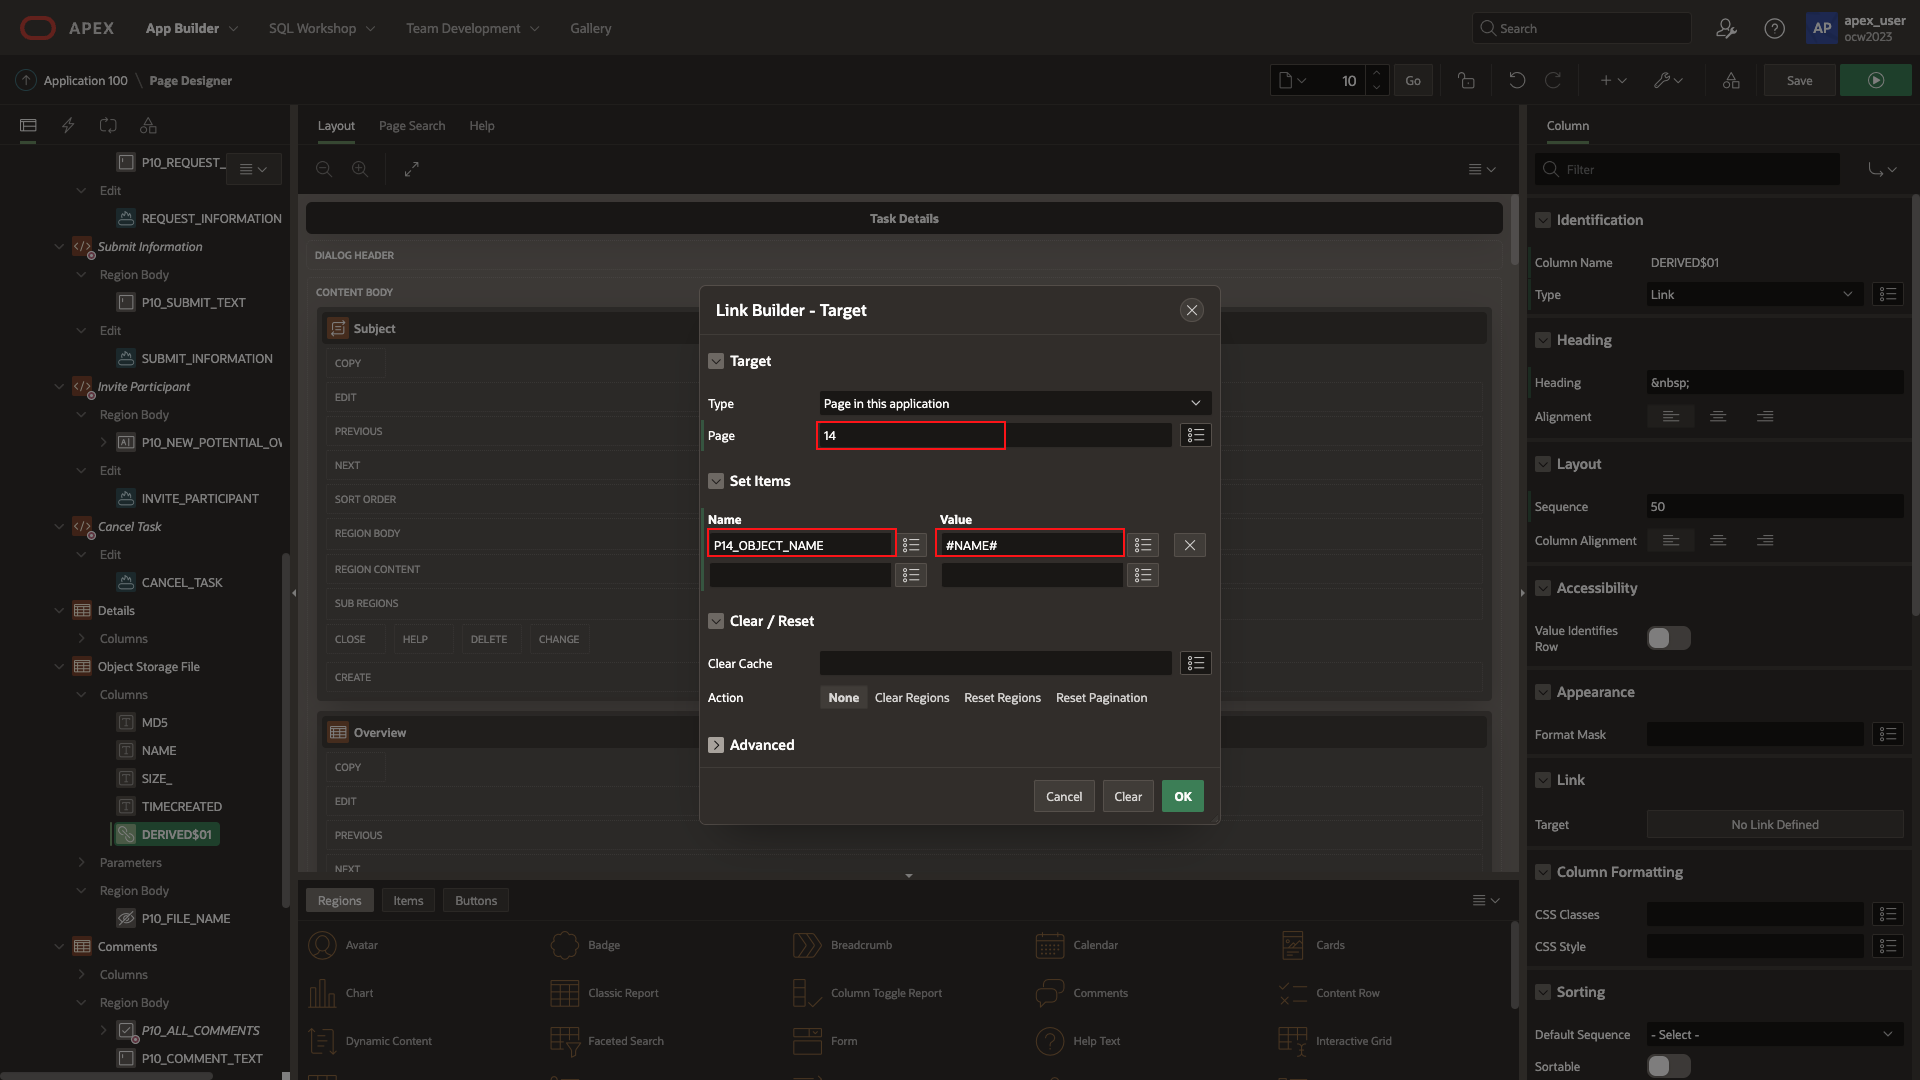 APEX
App Builder
SQL Workshop
Team Development
Gallery
Search
AP
apex_user
ocw2023
Application 100 \ Page Designer
10
Go
Save
P10_REQUEST_
Edit
REQUEST_INFORMATION
Submit Information
Region Body
P10_SUBMIT_TEXT
Edit
SUBMIT_INFORMATION
Invite Participant
Region Body
P10_NEW_POTENTIAL_OW
Edit
INVITE_PARTICIPANT
Cancel Task
Edit
CANCEL_TASK
Details
Columns
Object Storage File
Columns
MD5
NAME
SIZE_
TIMECREATED
DERIVED$01
Parameters
Region Body
P10_FILE_NAME
Comments
Columns
Region Body
P10_ALL_COMMENTS
P10_COMMENT_TEXT
Layout
Page Search
Help
Task Details
DIALOG HEADER
CONTENT BODY
Subject
COPY
EDIT
PREVIOUS
NEXT
SORT ORDER
REGION BODY
REGION CONTENT
SUB REGIONS
CLOSE
HELP
DELETE
CHANGE
CREATE
Overview
COPY
EDIT
PREVIOUS
NEXT
Link Builder - Target
Target
Type
Page in this application
Page
14
Set Items
Name
Value
P14_OBJECT_NAME
#NAME#
Clear / Reset
Clear Cache
Action
None
Clear Regions
Reset Regions
Reset Pagination
Advanced
Cancel
Clear
OK
Regions
Items
Buttons
Avatar
Badge
Breadcrumb
Calendar
Cards
Chart
Classic Report
Column Toggle Report
Comments
Content Row
Dynamic Content
Faceted Search
Form
Help Text
Interactive Grid
Column
Filter
Identification
Column Name
DERIVED$01
Type
Link
Heading
Heading
&nbsp;
Alignment
Layout
Sequence
50
Column Alignment
Accessibility
Value Identifies
Row
Appearance
Format Mask
Link
Target
No Link Defined
Column Formatting
CSS Classes
CSS Style
Sorting
Default Sequence
- Select -
Sortable